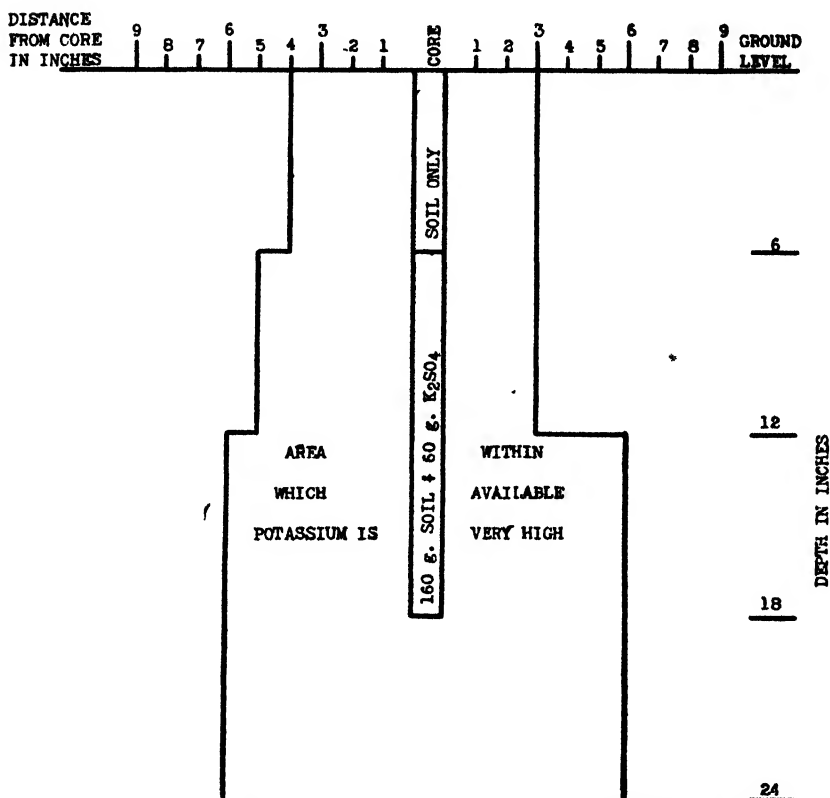 DISTANCE
FROM CORE
IN INCHES
9 8 7 6 5 4 3 2 1 CORE 1 2 3 4 5 6 7 8 9
GROUND
LEVEL
SOIL ONLY
6
160 g. SOIL + 60 g. K2SO4
12
AREA WITHIN
WHICH AVAILABLE
POTASSIUM IS VERY HIGH
DEPTH IN INCHES
18
24